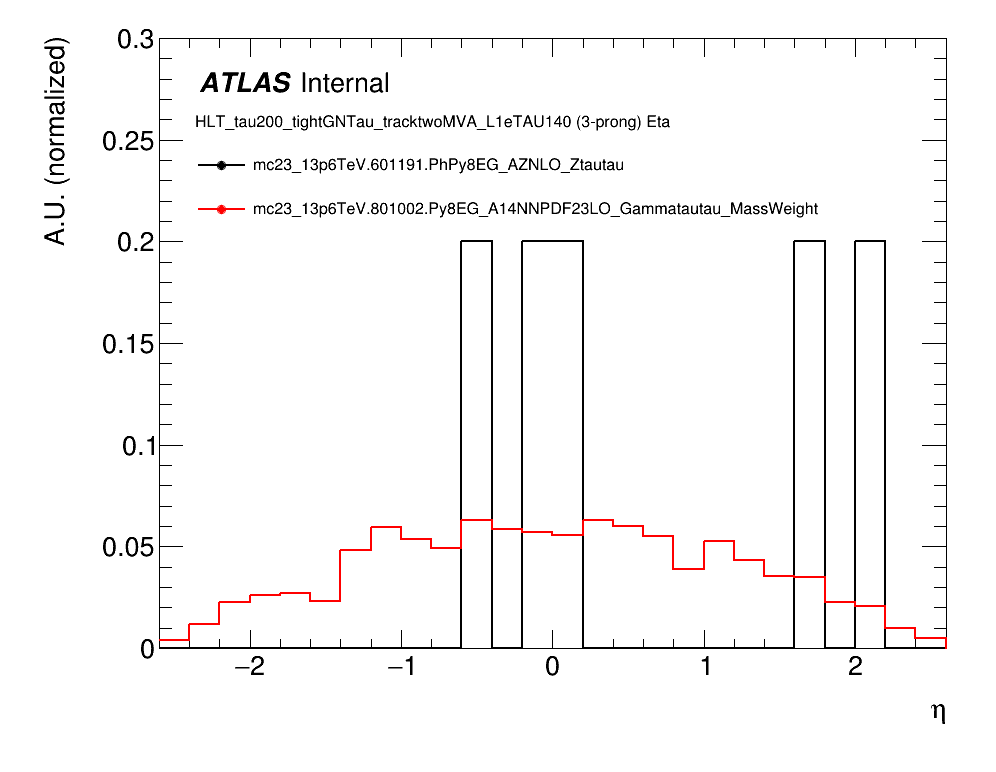 0.3
0.25
0.2
0.15
0.1
0.05
0
A.U. (normalized)
ATLAS Internal
HLT_tau200_tightGNTau_tracktwoMVA_L1eTAU140 (3-prong) Eta
mc23_13p6TeV.601191.PhPy8EG_AZNLO_Ztautau
mc23_13p6TeV.801002.Py8EG_A14NNPDF23LO_Gammatautau_MassWeight
−2 −1 0 1 2
η